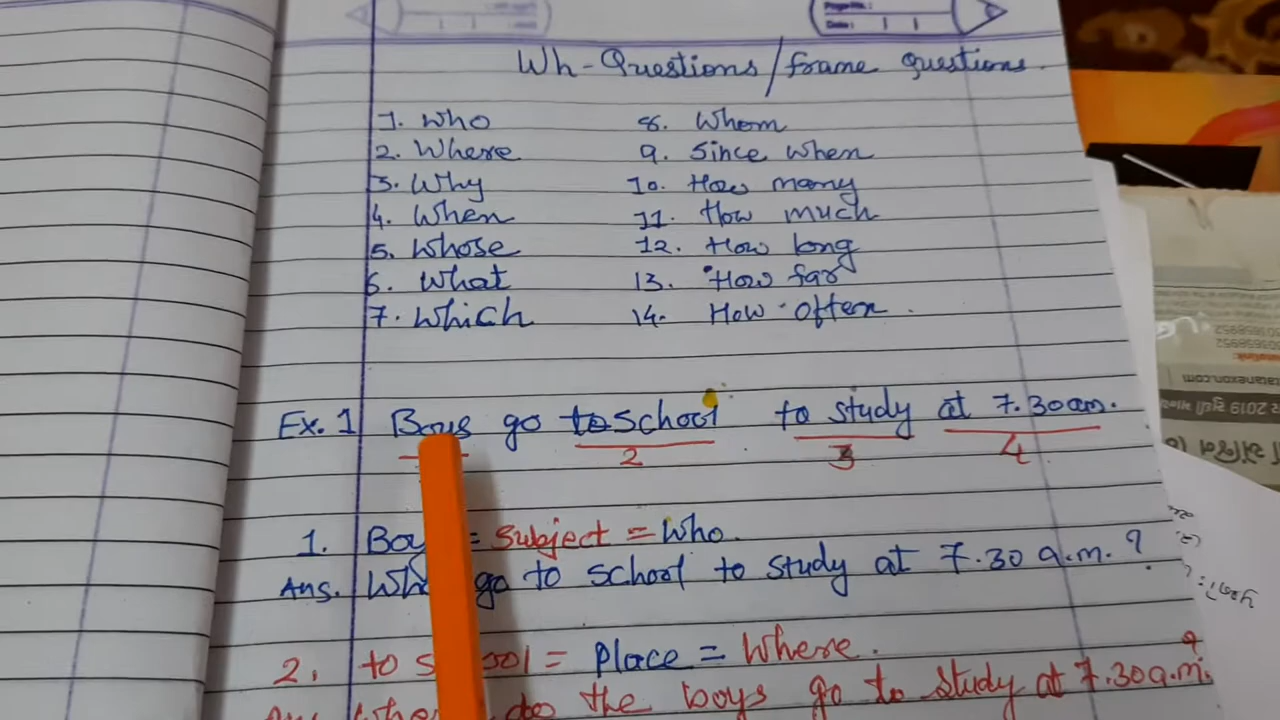 Wh-Questions/frame questions.
1. Who 8. Whom
2. Where 9. Since when
3. Why 10. How many
4. When 11. How much
5. Whose 12. How long
6. What 13. How far
7. Which 14. How often.
Ex. 1 Boys go to school to study at 7.30am.
2 3 4
1. Boy = subject = Who.
Ans. Who go to school to study at 7.30 a.m. ?
2. to school = Place = Where.
do the boys go to study at 7.30a.m. ?